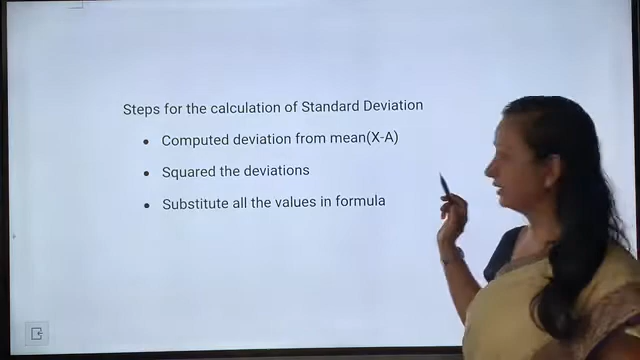 Steps for the calculation of Standard Deviation
• Computed deviation from mean(X-A)
• Squared the deviations
• Substitute all the values in formula